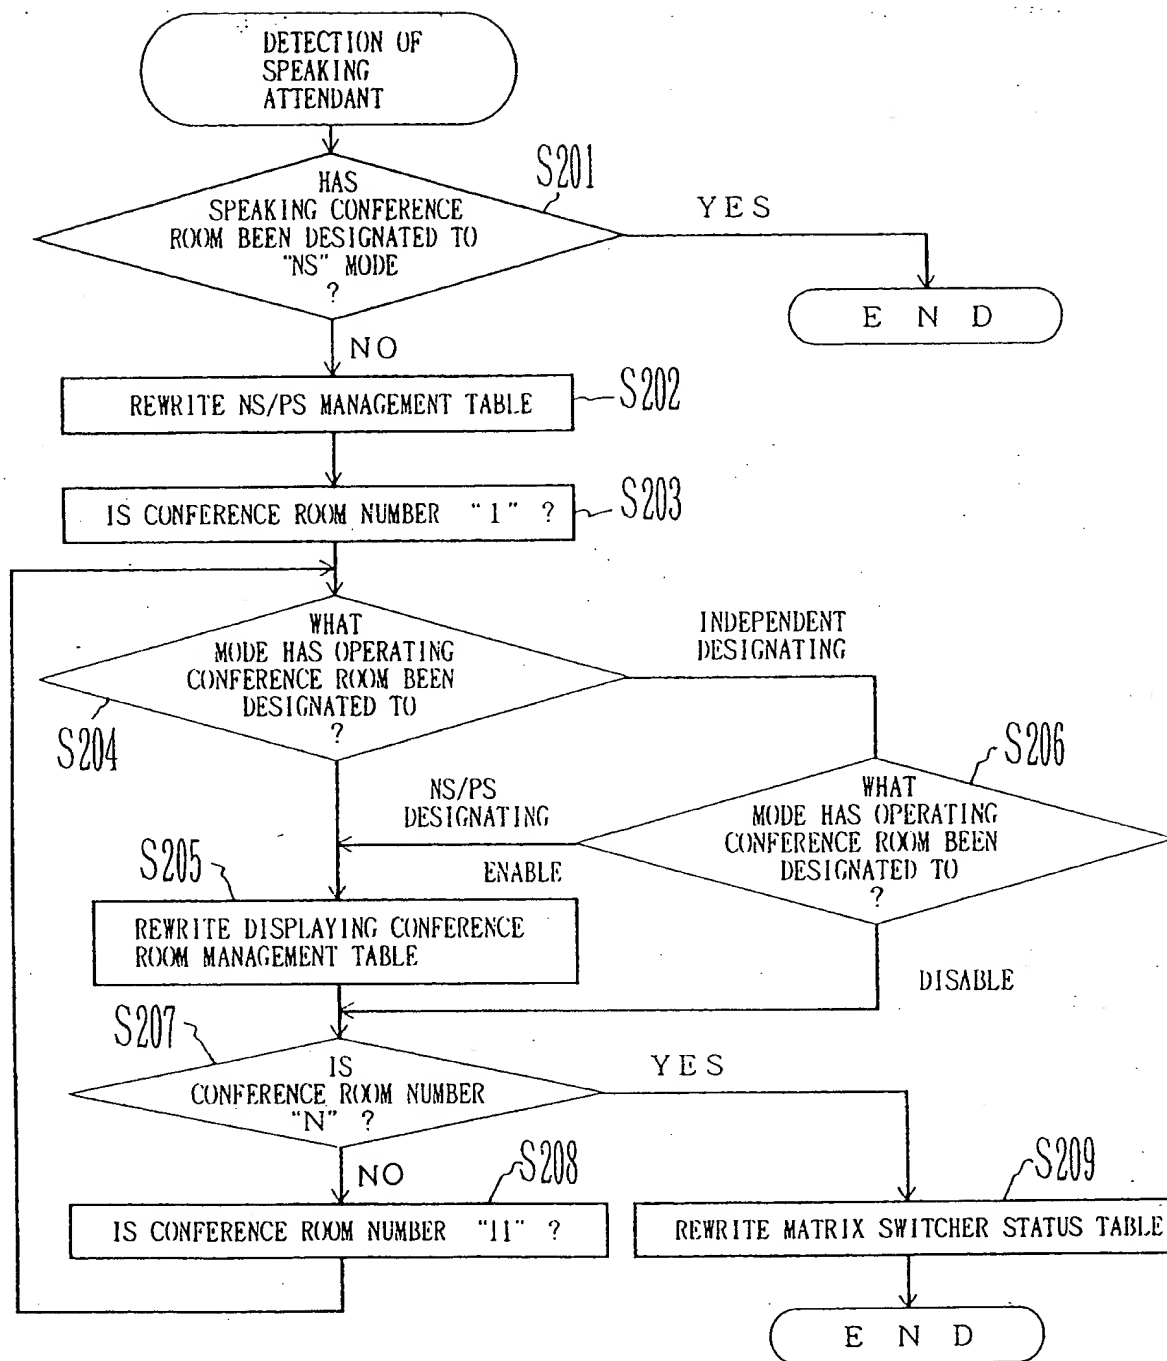 DETECTION OF
SPEAKING
ATTENDANT
S201
HAS
SPEAKING CONFERENCE
ROOM BEEN DESIGNATED TO
"NS" MODE
?
YES
END
NO
REWRITE NS/PS MANAGEMENT TABLE
S202
IS CONFERENCE ROOM NUMBER "1" ?
S203
WHAT
MODE HAS OPERATING
CONFERENCE ROOM BEEN
DESIGNATED TO
?
S204
INDEPENDENT
DESIGNATING
S206
WHAT
MODE HAS OPERATING
CONFERENCE ROOM BEEN
DESIGNATED TO
?
NS/PS
DESIGNATING
ENABLE
S205
REWRITE DISPLAYING CONFERENCE
ROOM MANAGEMENT TABLE
DISABLE
S207
IS
CONFERENCE ROOM NUMBER
"N" ?
YES
NO
S208
IS CONFERENCE ROOM NUMBER "11" ?
S209
REWRITE MATRIX SWITCHER STATUS TABLE
END